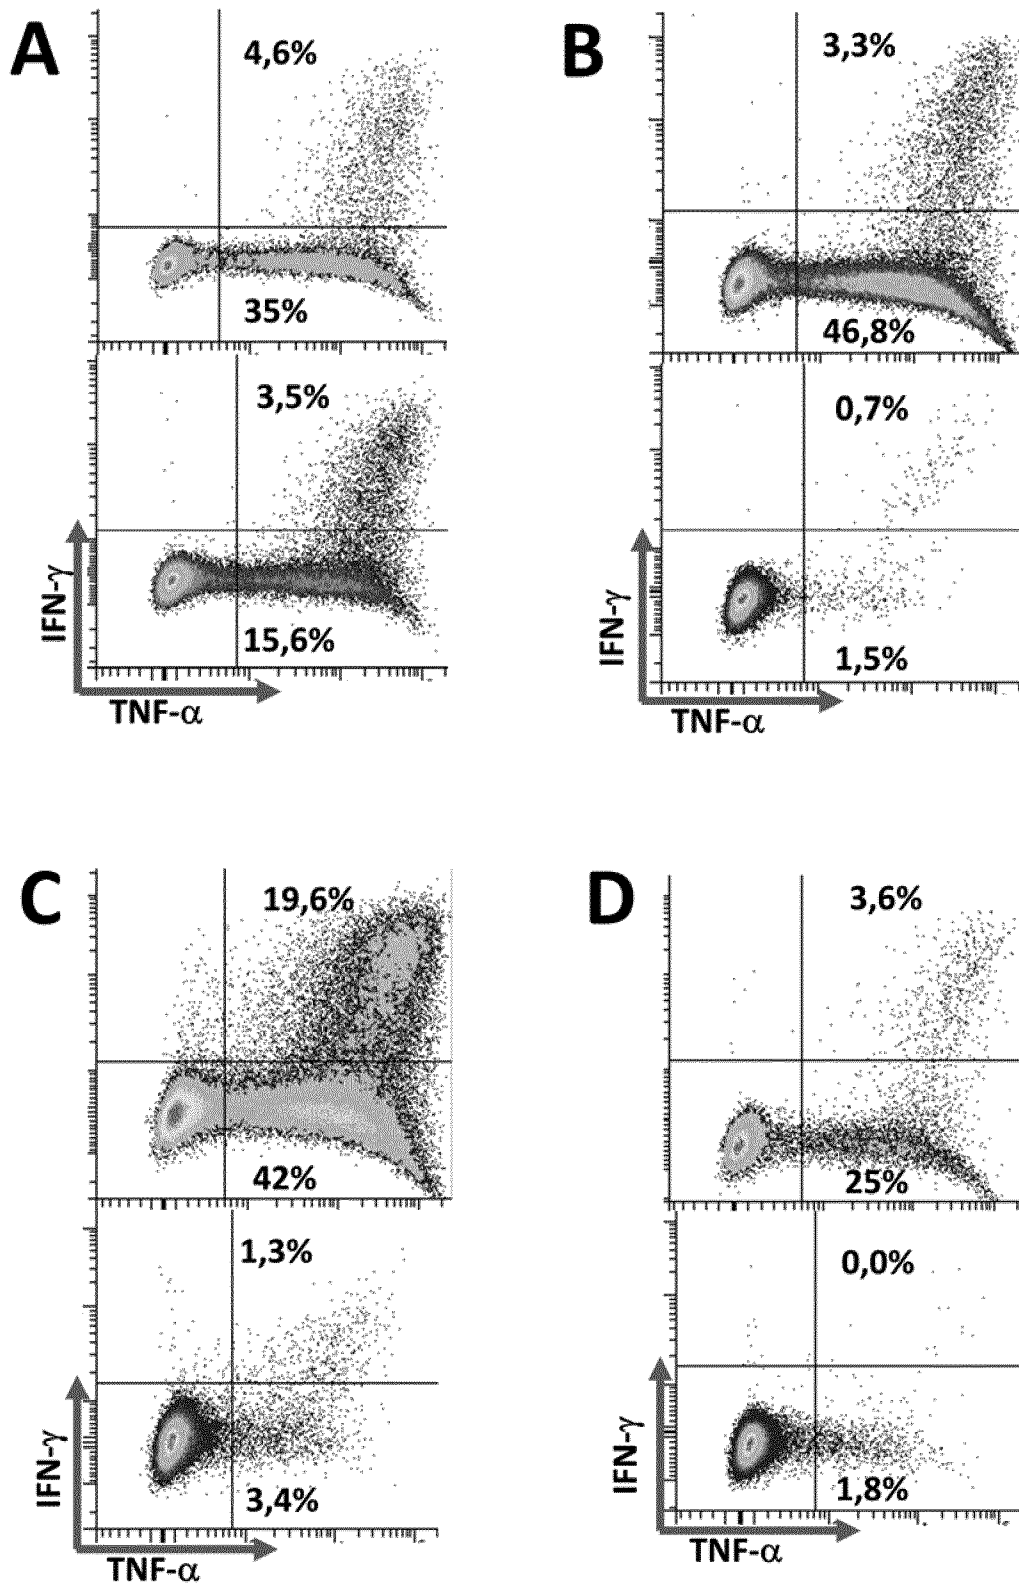 A
4,6%
35%
3,5%
15,6%
IFN-γ
TNF-α
B
3,3%
46,8%
0,7%
1,5%
IFN-γ
TNF-α
C
19,6%
42%
1,3%
3,4%
IFN-γ
TNF-α
D
3,6%
25%
0,0%
1,8%
IFN-γ
TNF-α